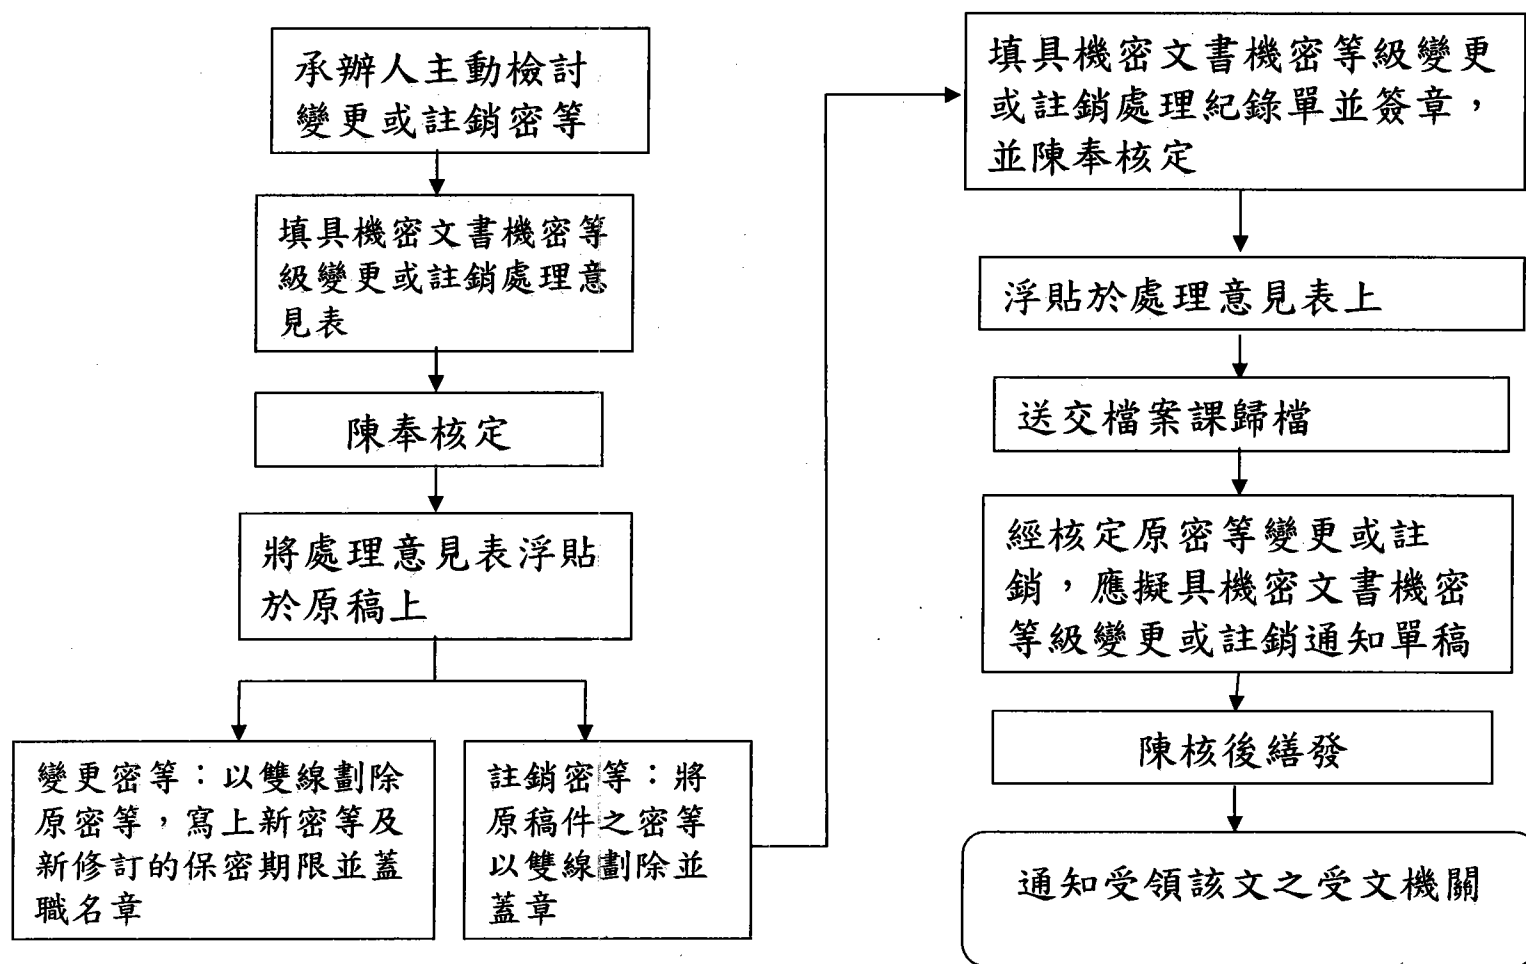 承辦人主動檢討
變更或註銷密等
填具機密文書機密等
級變更或註銷處理意
見表
陳奉核定
將處理意見表浮貼
於原稿上
變更密等：以雙線劃除
原密等，寫上新密等及
新修訂的保密期限並蓋
職名章
註銷密等：將
原稿件之密等
以雙線劃除並
蓋章
填具機密文書機密等級變更
或註銷處理紀錄單並簽章，
並陳奉核定
浮貼於處理意見表上
送交檔案課歸檔
經核定原密等變更或註
銷，應擬具機密文書機密
等級變更或註銷通知單稿
陳核後繕發
通知受領該文之受文機關